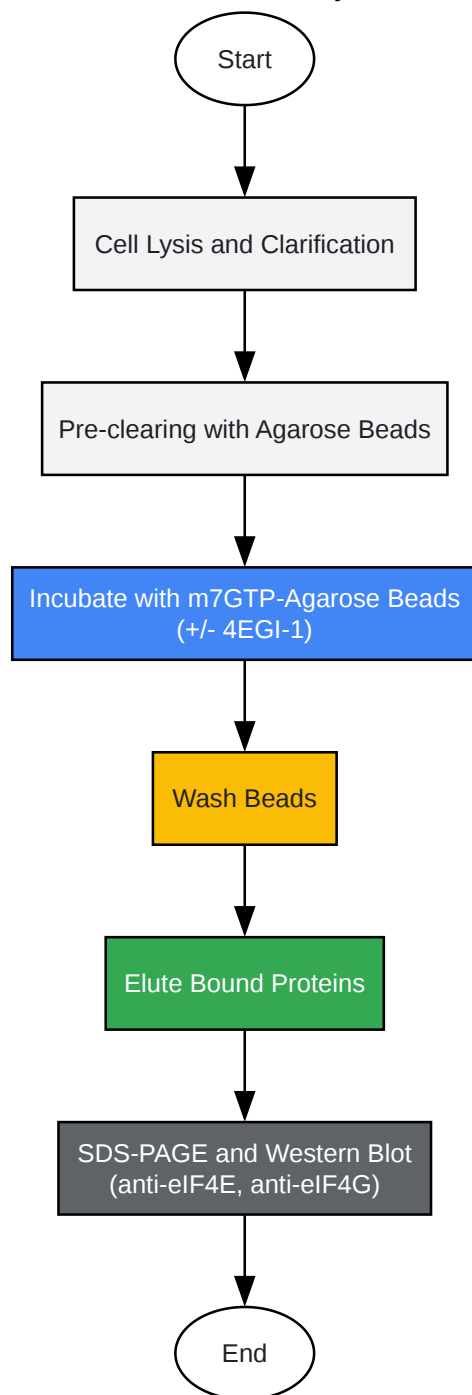 Start
Cell Lysis and Clarification
Pre-clearing with Agarose Beads
Incubate with m7GTP-Agarose Beads
(+/- 4EGI-1)
Wash Beads
Elute Bound Proteins
SDS-PAGE and Western Blot
(anti-eIF4E, anti-eIF4G)
End